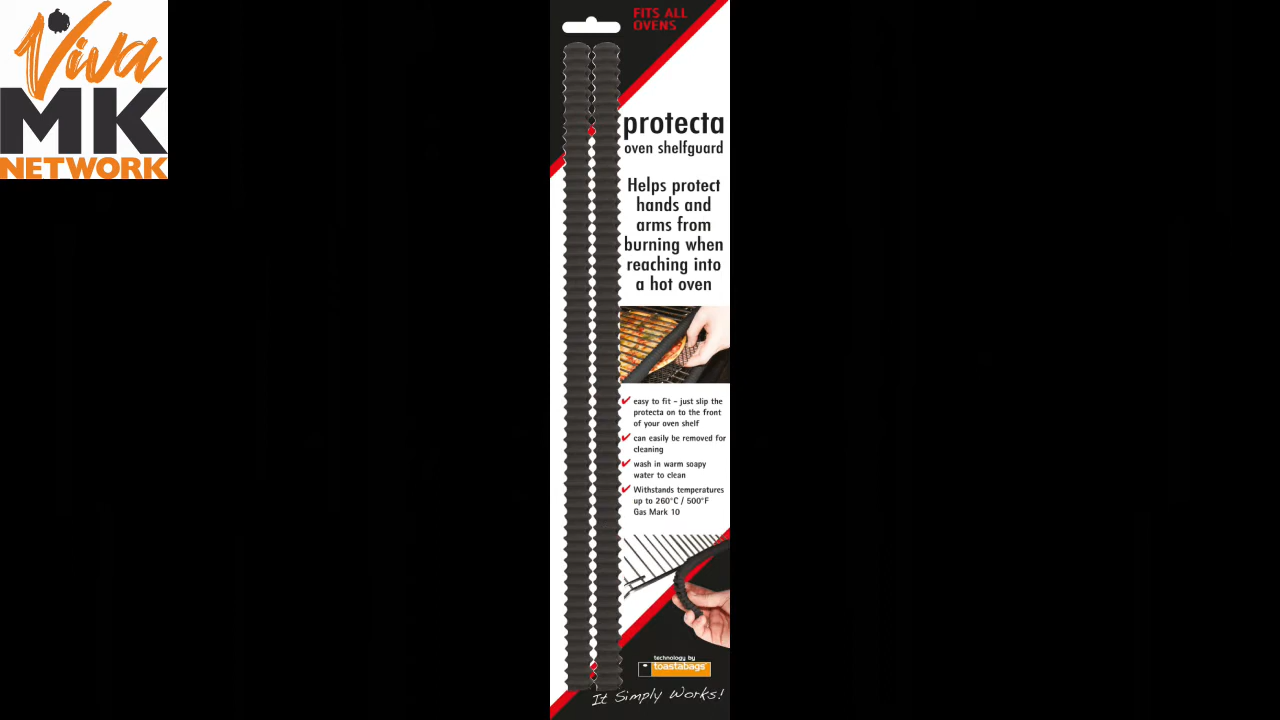 Viva
MK
NETWORK
FITS ALL
OVENS
protecta
oven shelfguard
Helps protect
hands and
arms from
burning when
reaching into
a hot oven
easy to fit - just slip the
protecta on to the front
of your oven shelf
can easily be removed for
cleaning
wash in warm soapy
water to clean
Withstands temperatures
up to 260°C / 500°F
Gas Mark 10
technology by
toastabags
It Simply Works!